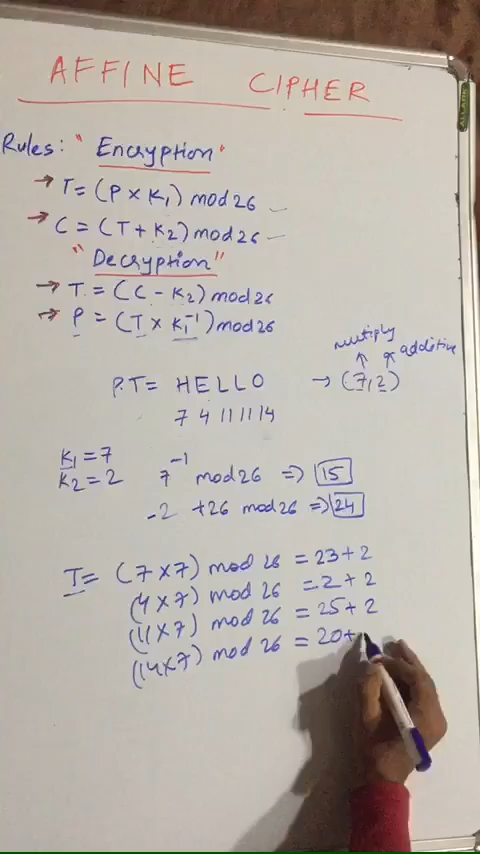 AFFINE CIPHER
Rules: "Encryption"
→ T = (P × K₁) mod 26
→ C = (T + K₂) mod 26
"Decryption"
→ T = (C - K₂) mod 26
→ P = (T × K₁⁻¹) mod 26
multiply
additive
P.T = HELLO → (7,2)
7 4 11 11 14
K₁ = 7
K₂ = 2
7⁻¹ mod 26 => 15
-2 +26 mod 26 => 24
T = (7×7) mod 26 = 23+2
(4×7) mod 26 = 2+2
(11×7) mod 26 = 25+2
(14×7) mod 26 = 20+